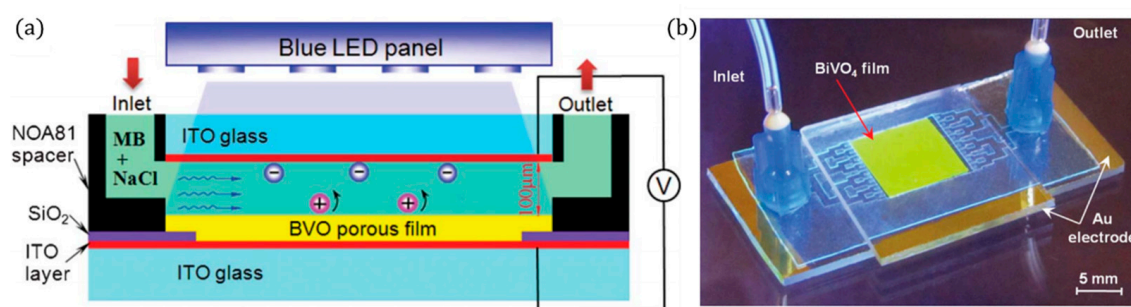 (a)
Blue LED panel
Inlet
Outlet
NOA81
spacer
MB
+
NaCl
ITO glass
−
−
−
100μm
V
+
+
SiO2
BVO porous film
ITO
layer
ITO glass
(b)
Outlet
Inlet
BiVO4 film
Au
electrode
5 mm